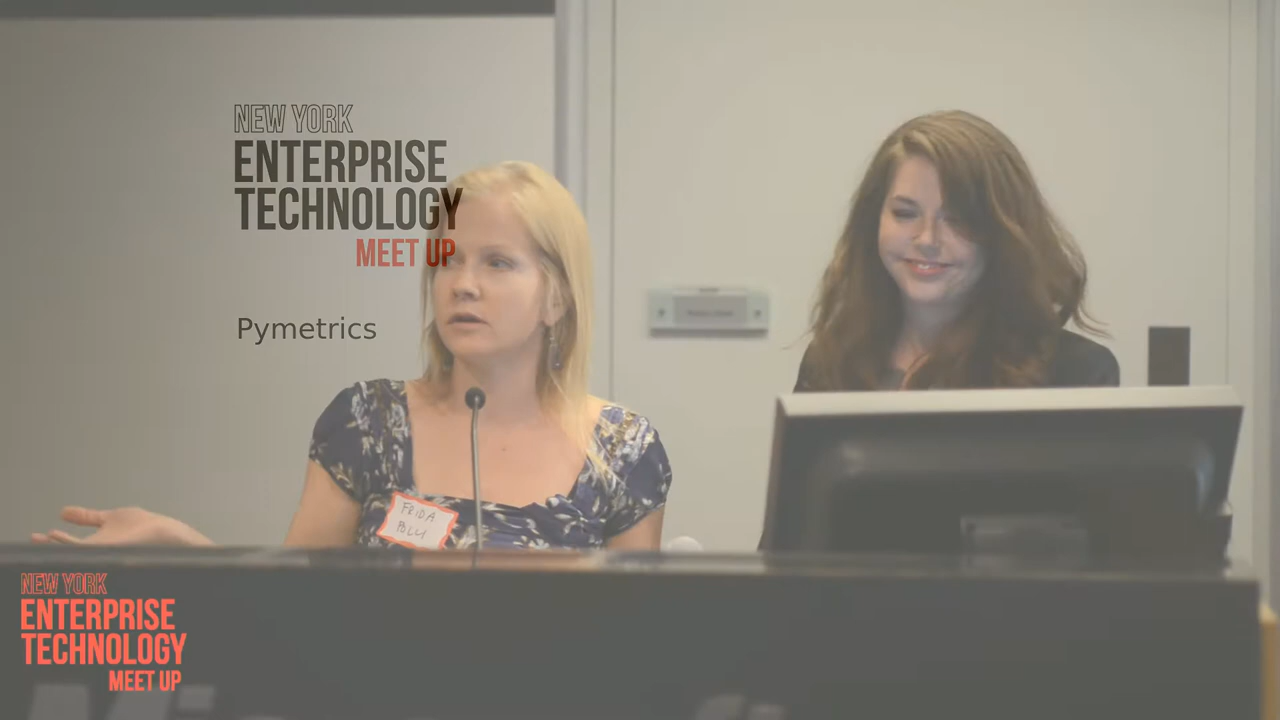 NEW YORK
ENTERPRISE
TECHNOLOGY
MEET UP
Pymetrics
FRIDA
POLLI
NEW YORK
ENTERPRISE
TECHNOLOGY
MEET UP